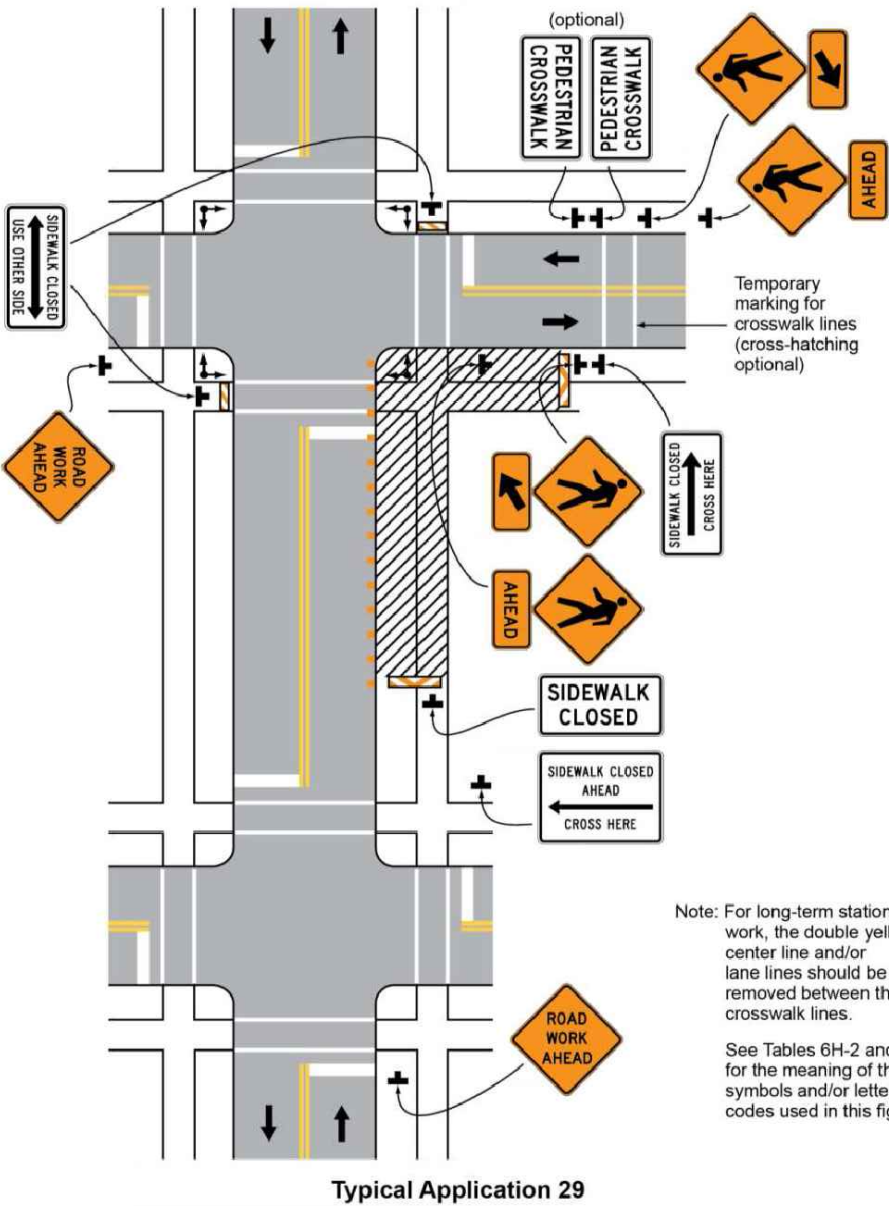 (optional)
PEDESTRIAN
CROSSWALK
PEDESTRIAN
CROSSWALK
AHEAD
SIDEWALK CLOSED
USE OTHER SIDE
Temporary
marking for
crosswalk lines
(cross-hatching
optional)
ROAD
WORK
AHEAD
SIDEWALK CLOSED
CROSS HERE
AHEAD
SIDEWALK
CLOSED
SIDEWALK CLOSED
AHEAD
CROSS HERE
Note: For long-term station
work, the double yell
center line and/or
lane lines should be
removed between th
crosswalk lines.
ROAD
WORK
AHEAD
See Tables 6H-2 and
for the meaning of th
symbols and/or lette
codes used in this fig
Typical Application 29